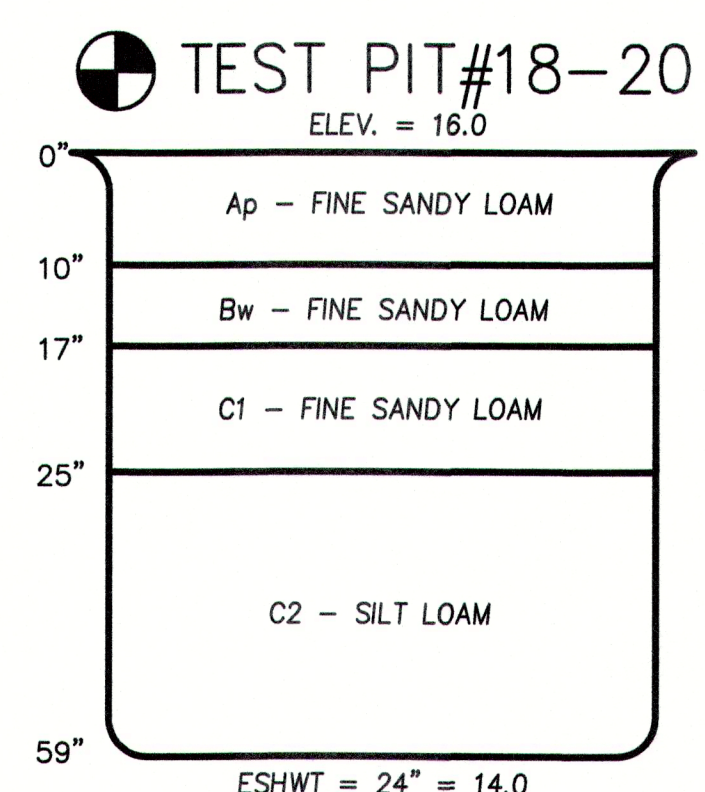 TEST PIT#18-20
ELEV. = 16.0
0"
Ap - FINE SANDY LOAM
10"
Bw - FINE SANDY LOAM
17"
C1 - FINE SANDY LOAM
25"
C2 - SILT LOAM
59"
ESHWT = 24" = 14.0